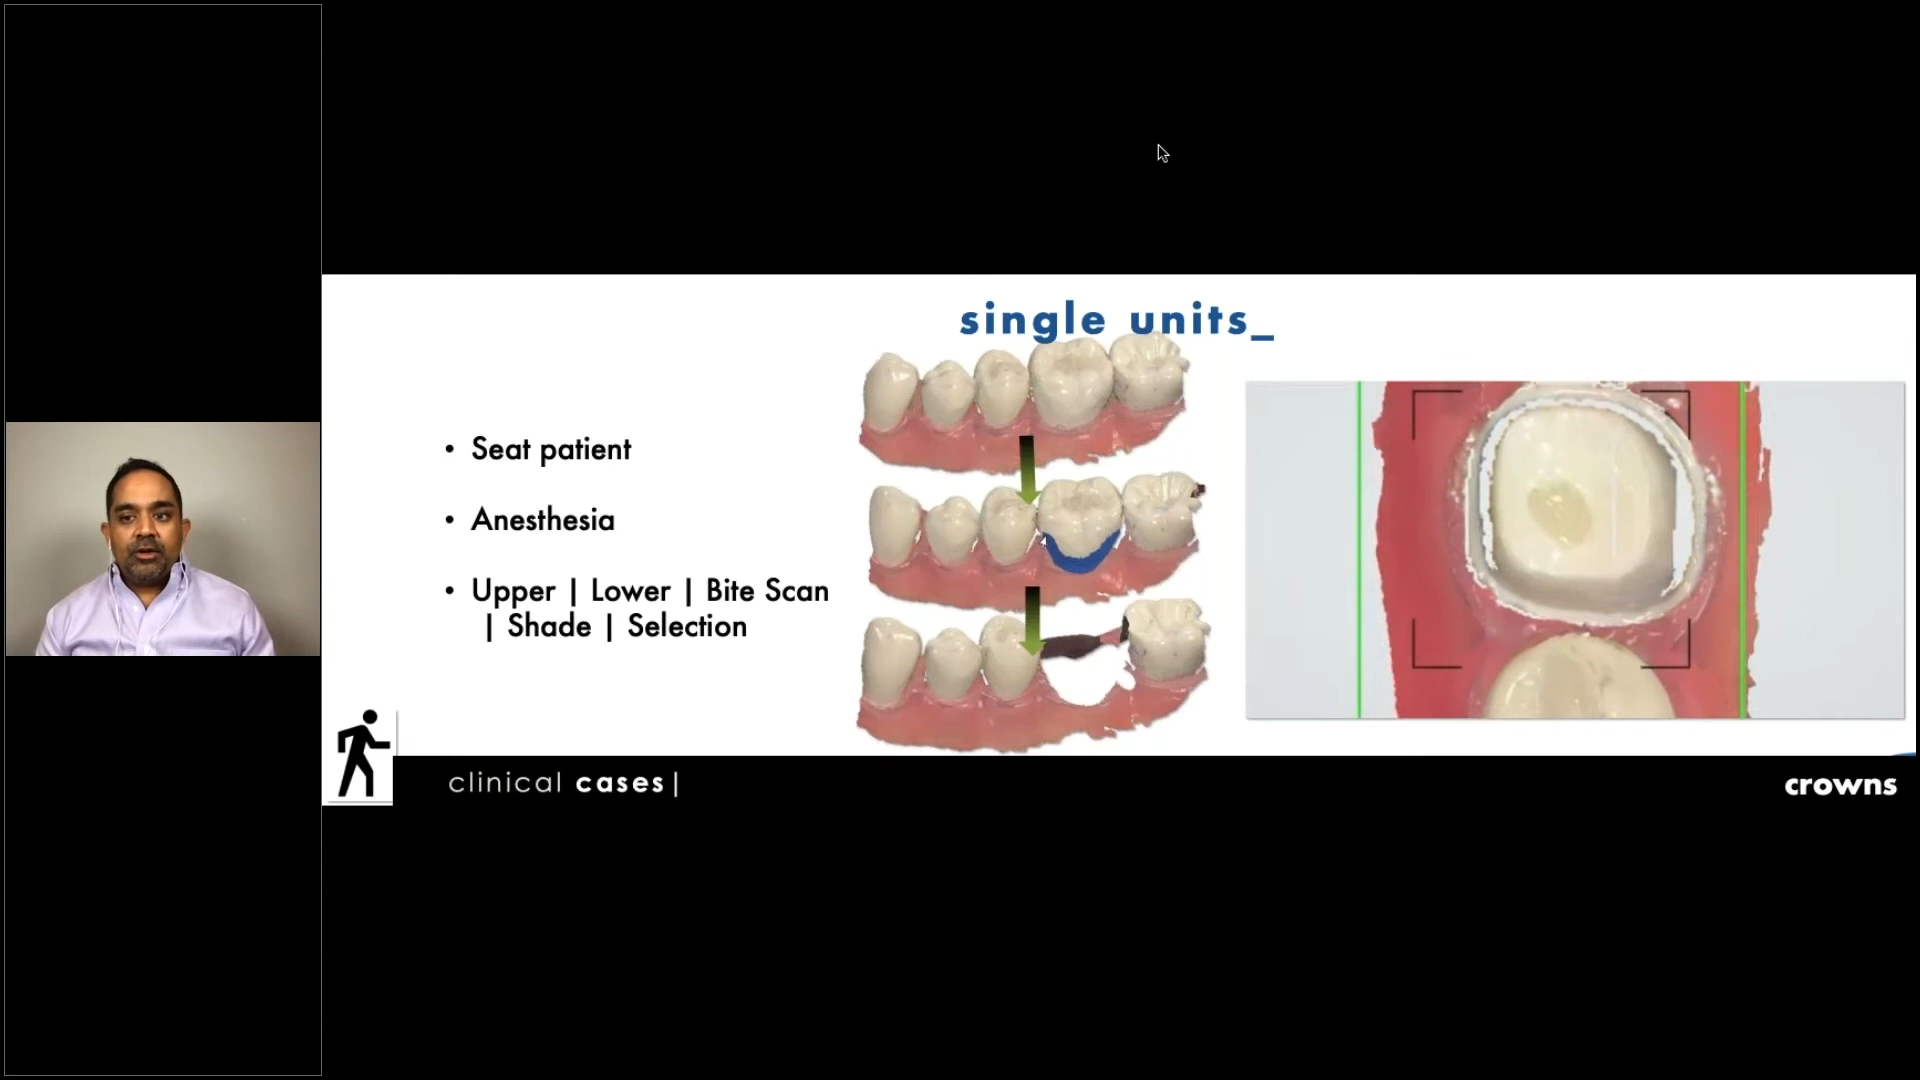 single units_
• Seat patient
• Anesthesia
• Upper | Lower | Bite Scan
| Shade | Selection
clinical cases|
crowns